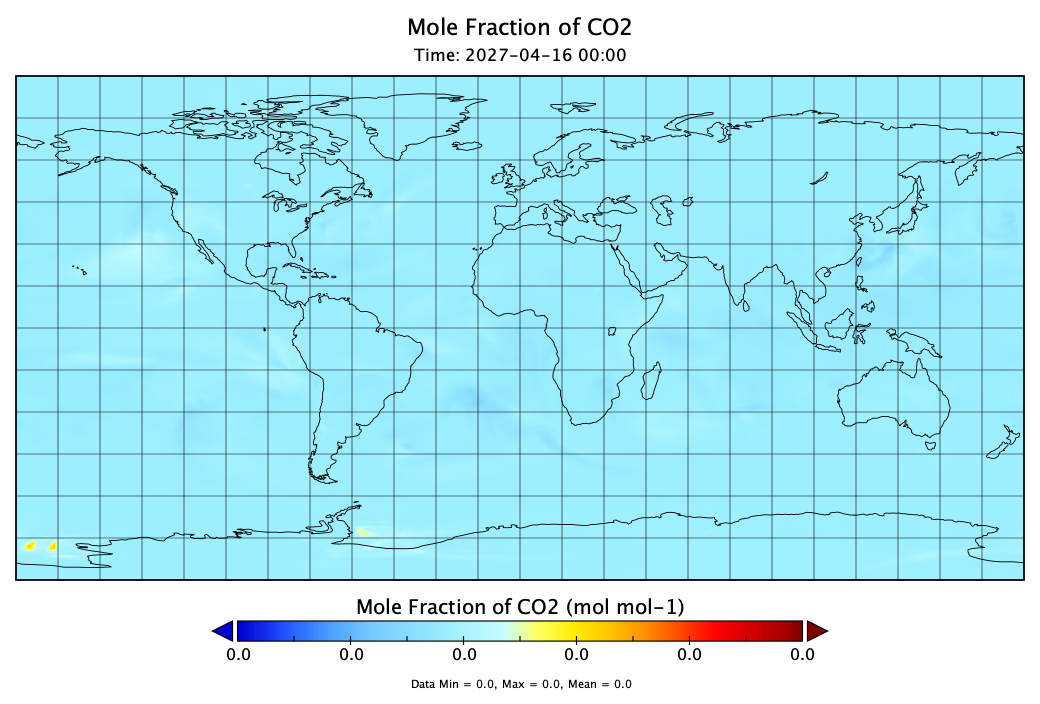 Mole Fraction of CO2
Time: 2027-04-16 00:00
Mole Fraction of CO2 (mol mol-1)
0.0 0.0 0.0 0.0 0.0 0.0
Data Min = 0.0, Max = 0.0, Mean = 0.0